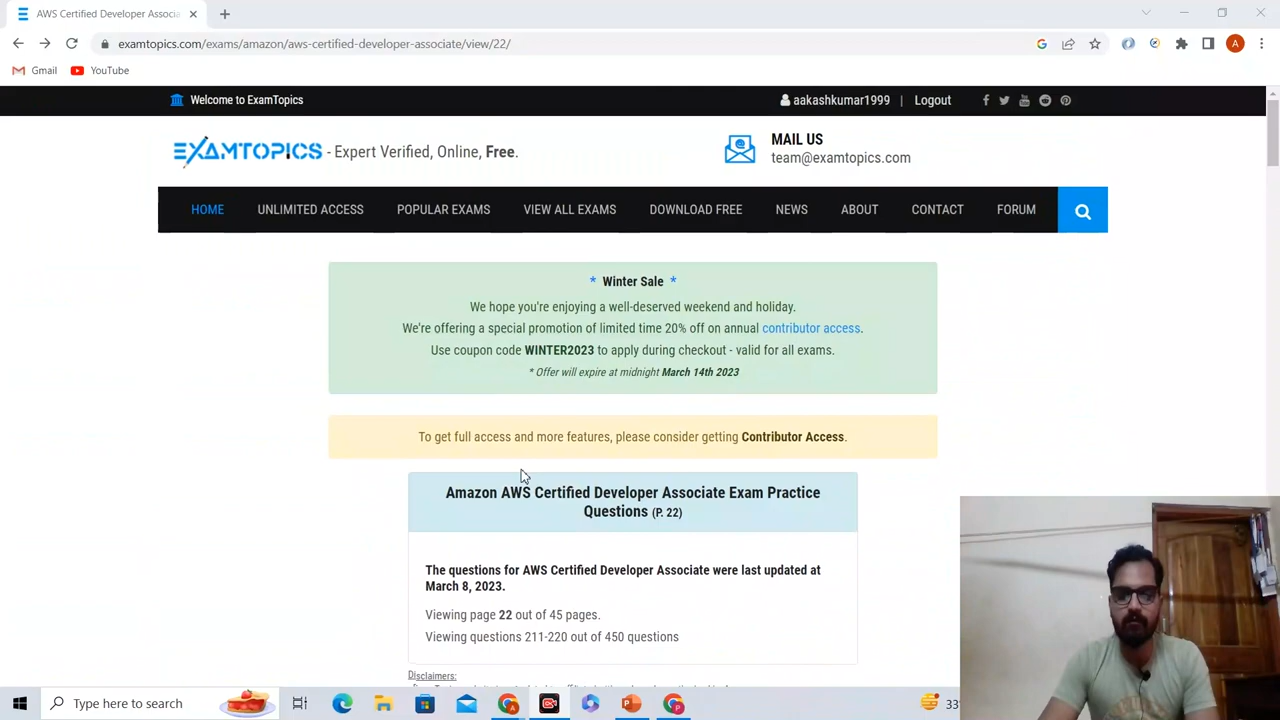 AWS Certified Developer Associa
examtopics.com/exams/amazon/aws-certified-developer-associate/view/22/
A
Gmail YouTube
Welcome to ExamTopics
aakashkumar1999 | Logout
EXAMTOPICS - Expert Verified, Online, Free.
MAIL US
team@examtopics.com
HOME UNLIMITED ACCESS POPULAR EXAMS VIEW ALL EXAMS DOWNLOAD FREE NEWS ABOUT CONTACT FORUM
* Winter Sale *
We hope you're enjoying a well-deserved weekend and holiday.
We're offering a special promotion of limited time 20% off on annual contributor access.
Use coupon code WINTER2023 to apply during checkout - valid for all exams.
* Offer will expire at midnight March 14th 2023
To get full access and more features, please consider getting Contributor Access.
Amazon AWS Certified Developer Associate Exam Practice
Questions (P. 22)
The questions for AWS Certified Developer Associate were last updated at
March 8, 2023.
Viewing page 22 out of 45 pages.
Viewing questions 211-220 out of 450 questions
Disclaimers:
Type here to search
33°